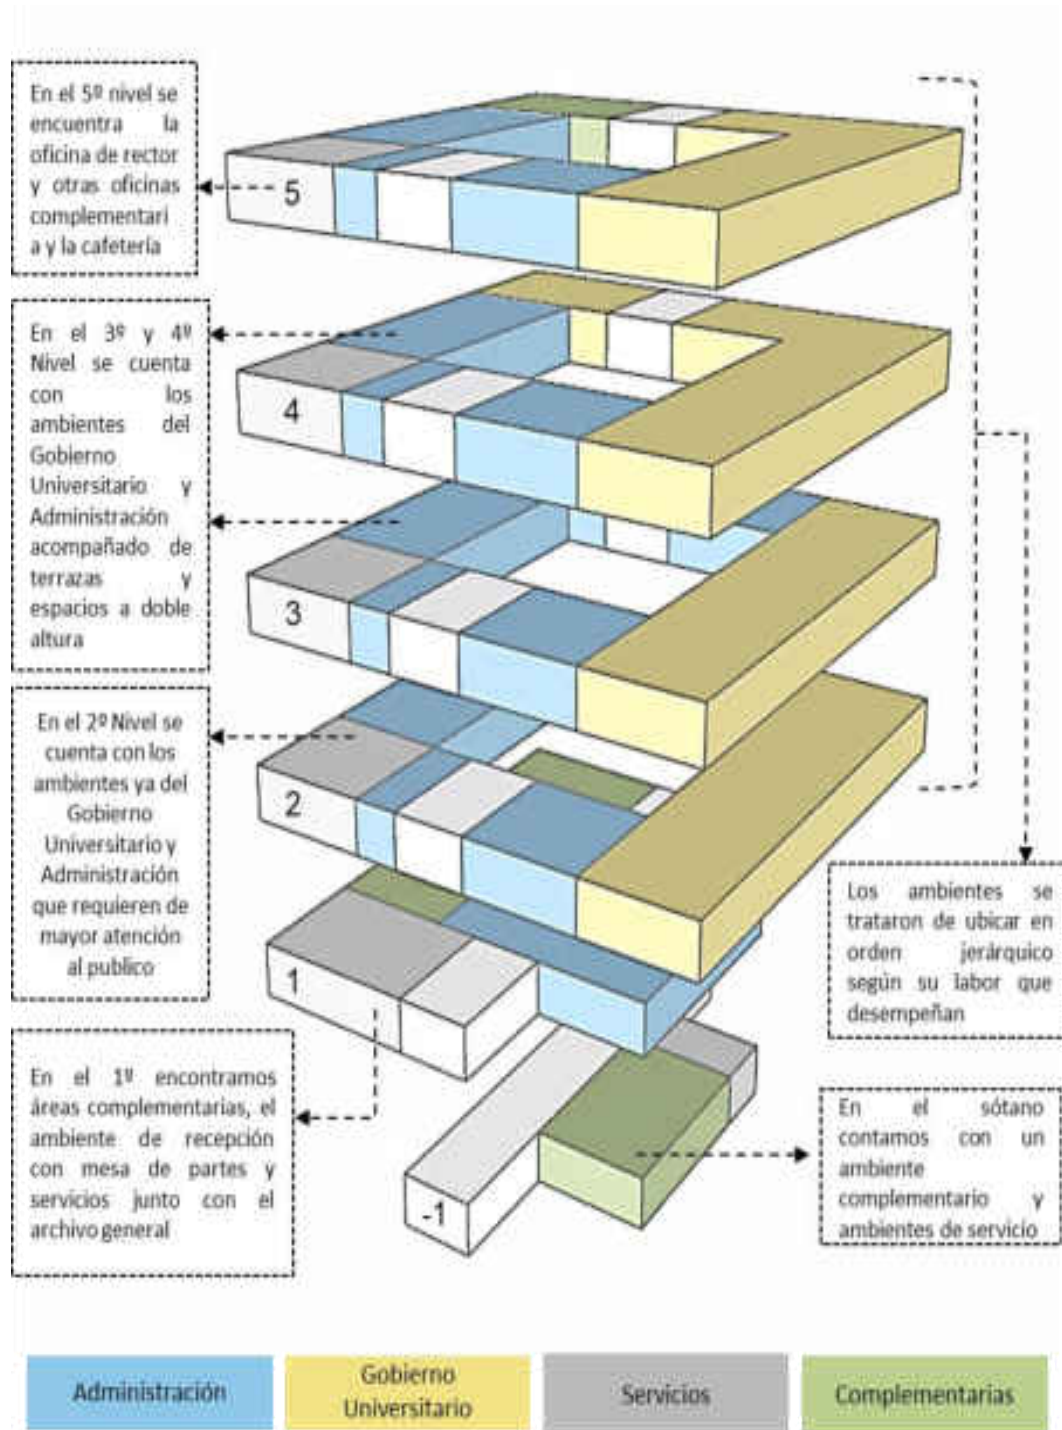 En el 5º nivel se
encuentra la
oficina de rector
y otras oficinas
complementari
a y la cafetería
5
En el 3º y 4º
Nivel se cuenta
con los
ambientes del
Gobierno
Universitario y
Administración
acompañado de
terrazas y
espacios a doble
altura
4
3
En el 2º Nivel se
cuenta con los
ambientes ya del
Gobierno
Universitario y
Administración
que requieren de
mayor atención
al publico
2
Los ambientes se
trataron de ubicar en
orden jerárquico
según su labor que
desempeñan
1
En el 1º encontramos
áreas complementarias, el
ambiente de recepción
con mesa de partes y
servicios junto con el
archivo general
-1
En el sótano
contamos con un
ambiente
complementario y
ambientes de servicio
Administración
Gobierno
Universitario
Servicios
Complementarias